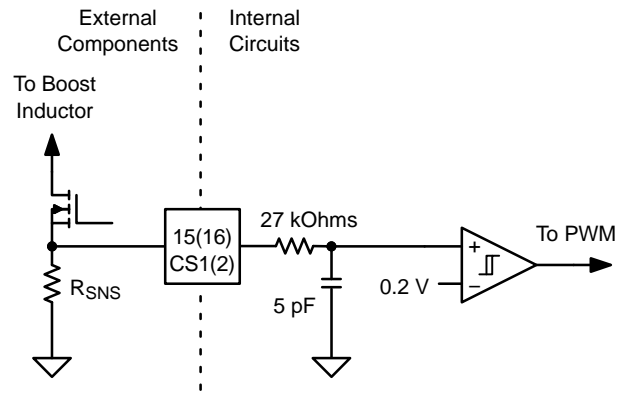 External
Components
Internal
Circuits
To Boost
Inductor
15(16)
CS1(2)
27 kOhms
To PWM
+
−
RSNS
5 pF
0.2 V